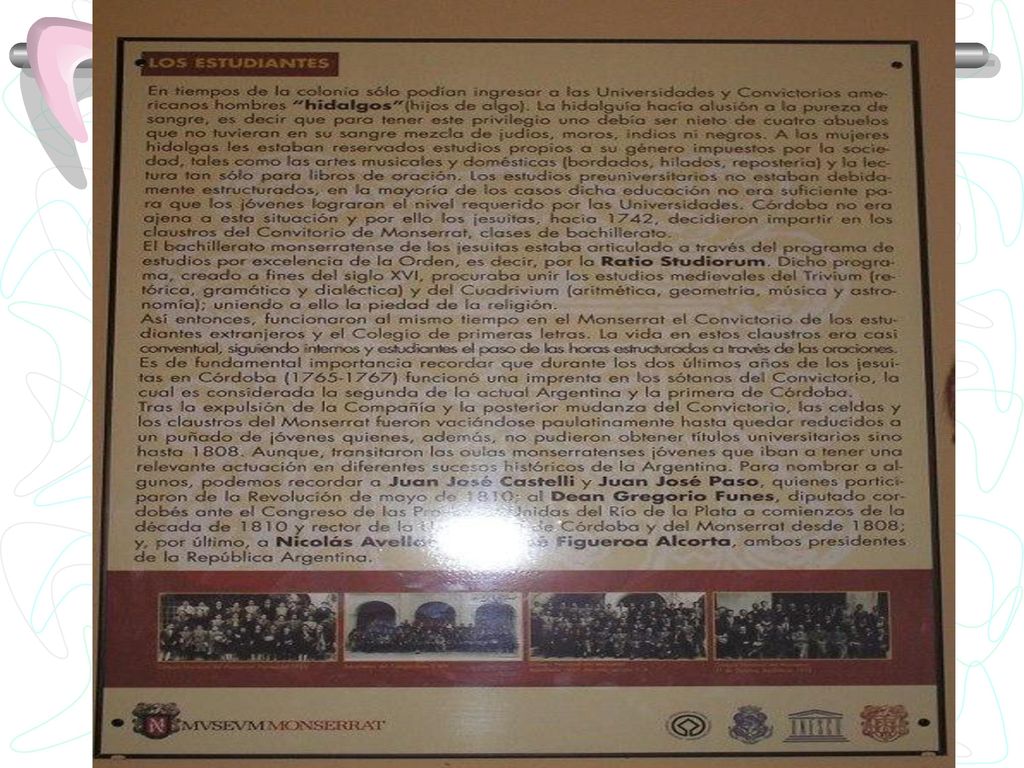 LOS ESTUDIANTES
En tiempos de la colonia sólo podían ingresar a las Universidades y Convictorios ame-
ricanos hombres "hidalgos"(hijos de algo). La hidalguía hacía alusión a la pureza de
sangre, es decir que para tener este privilegio uno debía ser nieto de cuatro abuelos
que no tuvieran en su sangre mezcla de judíos, moros, indios ni negros. A las mujeres
hidalgas les estaban reservados estudios propios a su género impuestos por la socie-
dad, tales como las artes musicales y domésticas (bordados, hilados, repostería) y la lec-
tura tan sólo para libros de oración. Los estudios preuniversitarios no estaban debida-
mente estructurados, en la mayoría de los casos dicha educación no era suficiente pa-
ra que los jóvenes lograran el nivel requerido por las Universidades. Córdoba no era
ajena a esta situación y por ello los jesuitas, hacia 1742, decidieron impartir en los
claustros del Convitorio de Monserrat, clases de bachillerato.
El bachillerato monserratense de los jesuitas estaba articulado a través del programa de
estudios por excelencia de la Orden, es decir, por la Ratio Studiorum. Dicho progra-
ma, creado a fines del siglo XVI, procuraba unir los estudios medievales del Trivium (re-
tórica, gramática y dialéctica) y del Cuadrivium (aritmética, geometría, música y astro-
nomía); uniendo a ello la piedad de la religión.
Así entonces, funcionaron al mismo tiempo en el Monserrat el Convictorio de los estu-
diantes extranjeros y el Colegio de primeras letras. La vida en estos claustros era casi
conventual, siguiendo internos y estudiantes el paso de las horas estructuradas a través de las oraciones.
Es de fundamental importancia recordar que durante los dos últimos años de los jesui-
tas en Córdoba (1765-1767) funcionó una imprenta en los sótanos del Convictorio, la
cual es considerada la segunda de la actual Argentina y la primera de Córdoba.
Tras la expulsión de la Compañía y la posterior mudanza del Convictorio, las celdas y
los claustros del Monserrat fueron vaciándose paulatinamente hasta quedar reducidos a
un puñado de jóvenes quienes, además, no pudieron obtener títulos universitarios sino
hasta 1808. Aunque, transitaron las aulas monserratenses jóvenes que iban a tener una
relevante actuación en diferentes sucesos históricos de la Argentina. Para nombrar a al-
gunos, podemos recordar a Juan José Castelli y Juan José Paso, quienes partici-
paron de la Revolución de mayo de 1810; al Dean Gregorio Funes, diputado cor-
dobés ante el Congreso de las Unidas del Río de la Plata a comienzos de la
década de 1810 y rector de la de Córdoba y del Monserrat desde 1808;
y, por último, a Nicolás Figueroa Alcorta, ambos presidentes
de la República Argentina.
MVSEVM MONSERRAT
UNESCO